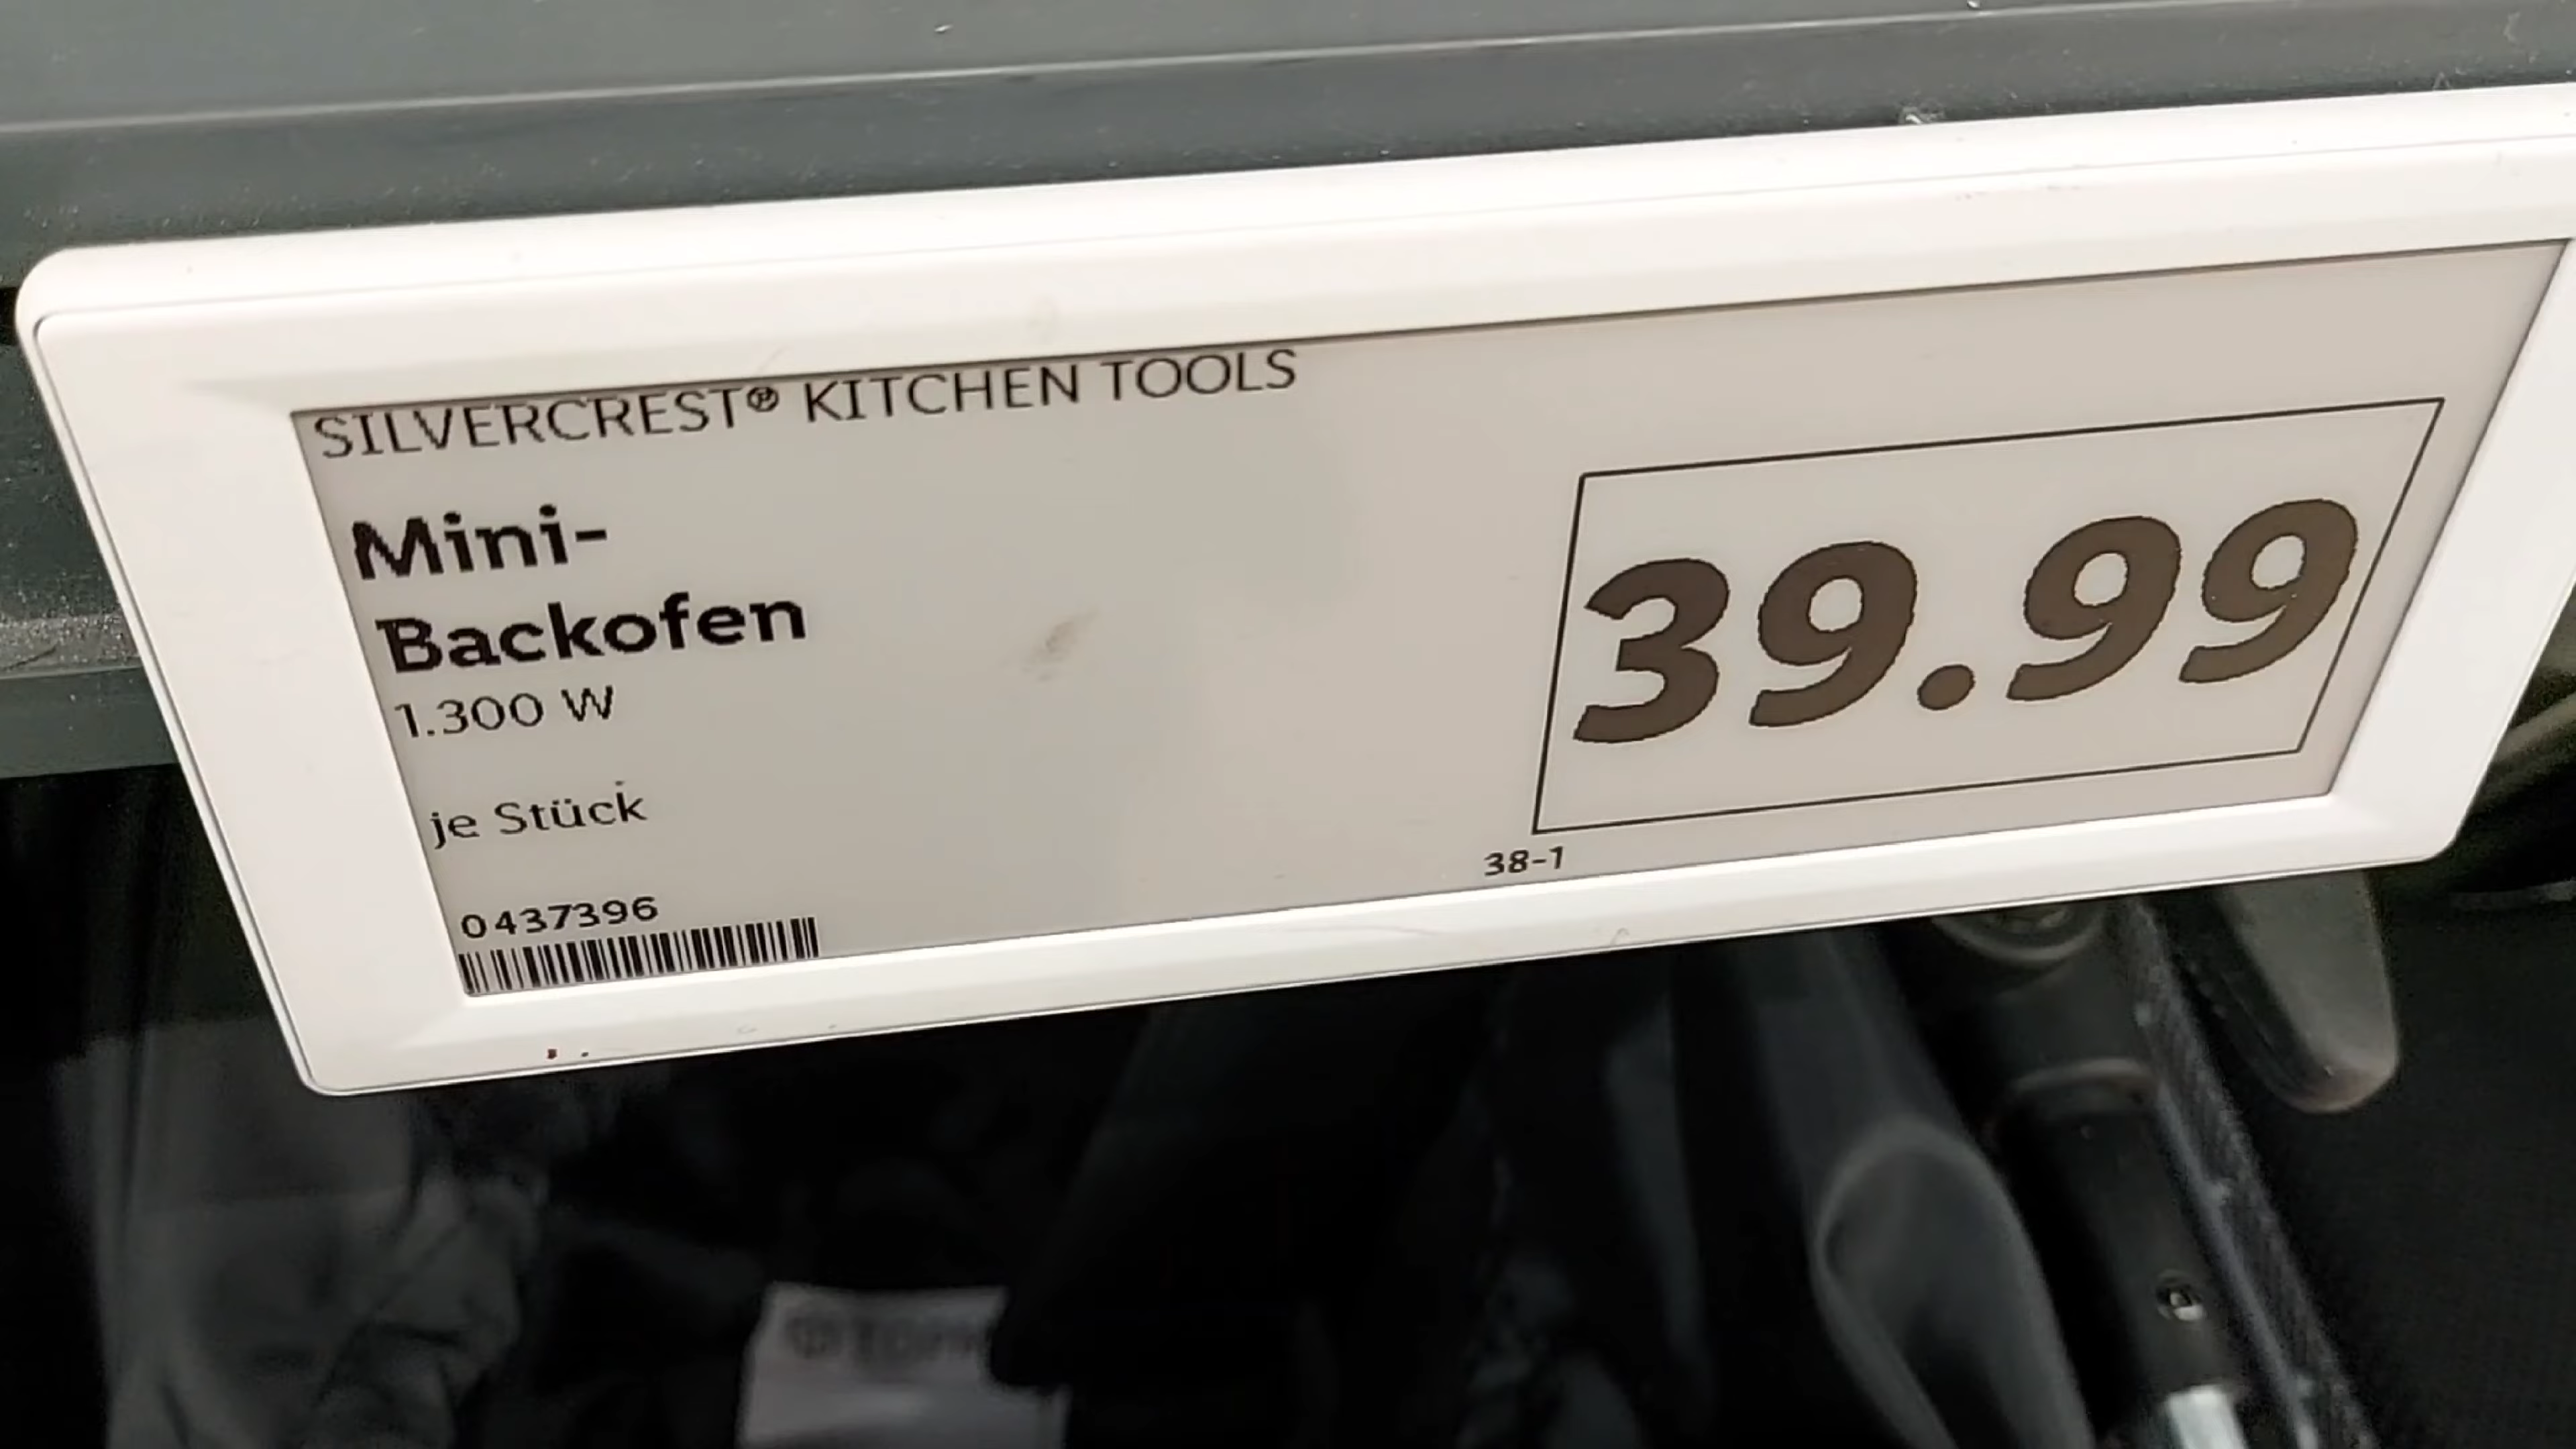 SILVERCREST® KITCHEN TOOLS
Mini-
Backofen
1.300 W
je Stück
39.99
0437396
38-1